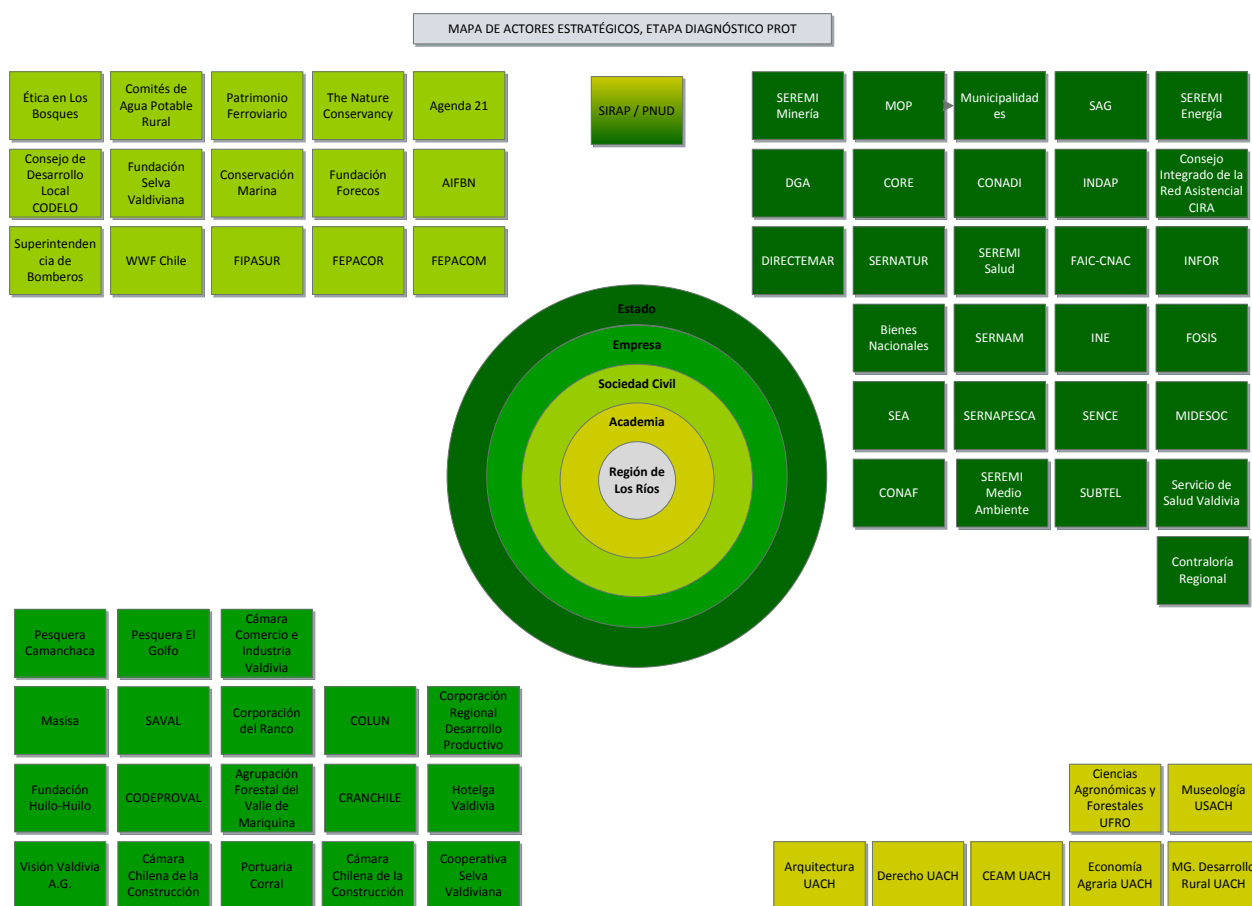 MAPA DE ACTORES ESTRATÉGICOS, ETAPA DIAGNÓSTICO PROT
Ética en Los
Bosques
Comités de
Agua Potable
Rural
Patrimonio
Ferroviario
The Nature
Conservancy
Agenda 21
Consejo de
Desarrollo
Local
CODELO
Fundación
Selva
Valdiviana
Conservación
Marina
Fundación
Forecos
AIFBN
Superintenden
cia de
Bomberos
WWF Chile
FIPASUR
FEPACOR
FEPACOM
SIRAP / PNUD
SEREMI
Minería
MOP
Municipalidad
es
SAG
SEREMI
Energía
DGA
CORE
CONADI
INDAP
Consejo
Integrado de la
Red Asistencial
CIRA
DIRECTEMAR
SERNATUR
SEREMI
Salud
FAIC-CNAC
INFOR
Bienes
Nacionales
SERNAM
INE
FOSIS
SEA
SERNAPESCA
SENCE
MIDESOC
CONAF
SEREMI
Medio
Ambiente
SUBTEL
Servicio de
Salud Valdivia
Contraloría
Regional
Estado
Empresa
Sociedad Civil
Academia
Región de
Los Ríos
Pesquera
Camanchaca
Pesquera El
Golfo
Cámara
Comercio e
Industria
Valdivia
Masisa
SAVAL
Corporación
del Ranco
COLUN
Corporación
Regional
Desarrollo
Productivo
Fundación
Huilo-Huilo
CODEPROVAL
Agrupación
Forestal del
Valle de
Mariquina
CRANCHILE
Hotelga
Valdivia
Visión Valdivia
A.G.
Cámara
Chilena de la
Construcción
Portuaria
Corral
Cámara
Chilena de la
Construcción
Cooperativa
Selva
Valdiviana
Ciencias
Agronómicas y
Forestales
UFRO
Museología
USACH
Arquitectura
UACH
Derecho UACH
CEAM UACH
Economía
Agraria UACH
MG. Desarrollo
Rural UACH